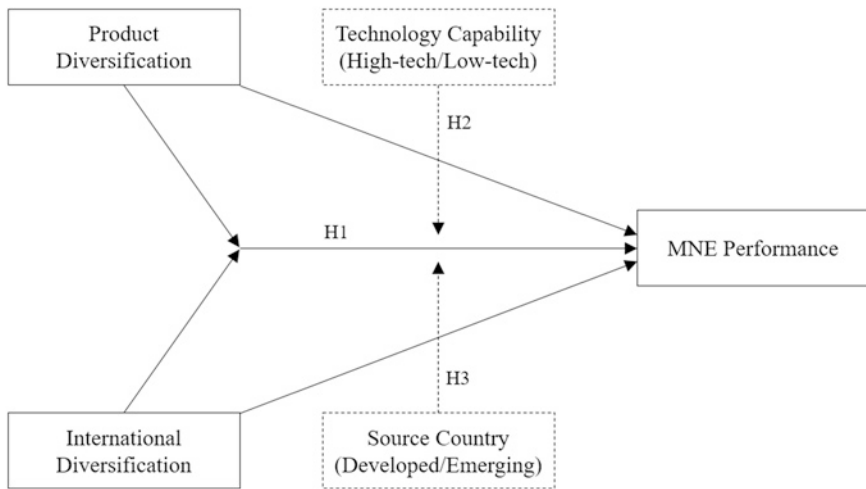 Product
Diversification
Technology Capability
(High-tech/Low-tech)
H2
H1
MNE Performance
H3
International
Diversification
Source Country
(Developed/Emerging)